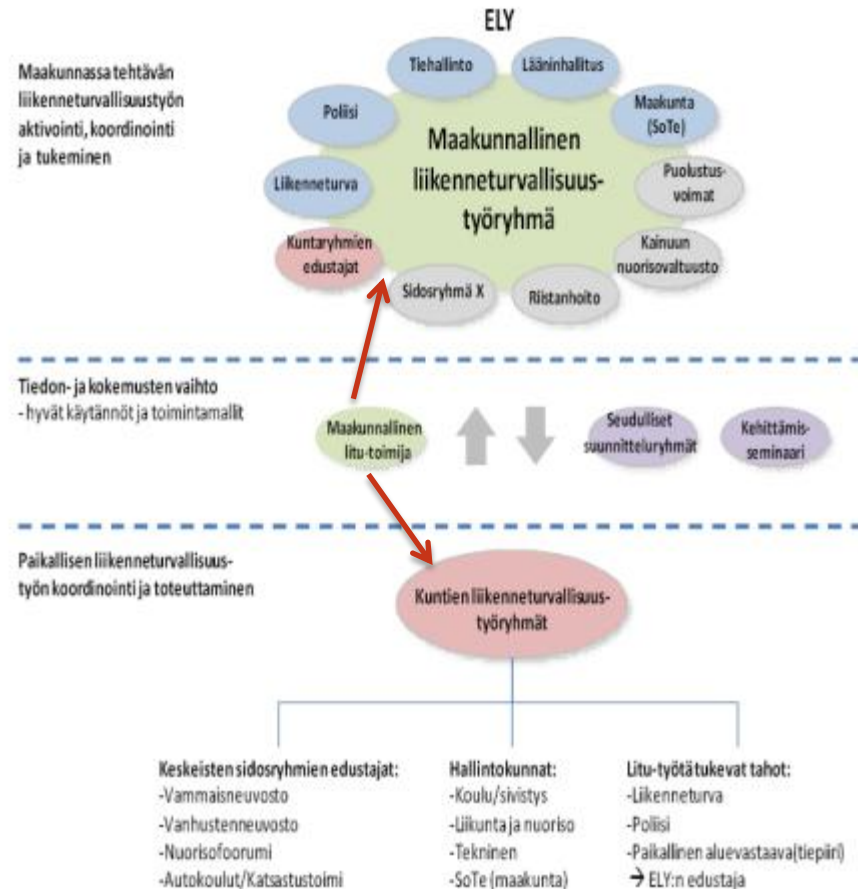 ELY
Maakunnassa tehtävän
liikenneturvallisuustyön
aktivointi, koordinointi
ja tukeminen
Tiehallinto
Lääninhallitus
Poliisi
Maakunta
(SoTe)
Maakunnallinen
liikenneturvallisuus-
työryhmä
Liikenneturva
Puolustus-
voimat
Kuntaryhmien
edustajat
Kainuun
nuorisovaltuusto
Sidosryhmä X
Riistanhoito
Tiedon- ja kokemusten vaihto
- hyvät käytännöt ja toimintamallit
Maakunnallinen
litu-toimija
Seudulliset
suunnitteluryhmät
Kehittämis-
seminaari
Paikallisen liikenneturvallisuus-
työn koordinointi ja toteuttaminen
Kuntien liikenneturvallisuus-
työryhmät
Keskeisten sidosryhmien edustajat:
-Vammaisneuvosto
-Vanhustenneuvosto
-Nuorisofoorumi
-Autokoulut/Katsastustoimi
Hallintokunnat:
-Koulu/sivistys
-Liikunta ja nuoriso
-Tekninen
-SoTe (maakunta)
Litu-työtä tukevat tahot:
-Liikenneturva
-Poliisi
-Paikallinen aluevastaava(tiepiiri)
→ ELY:n edustaja